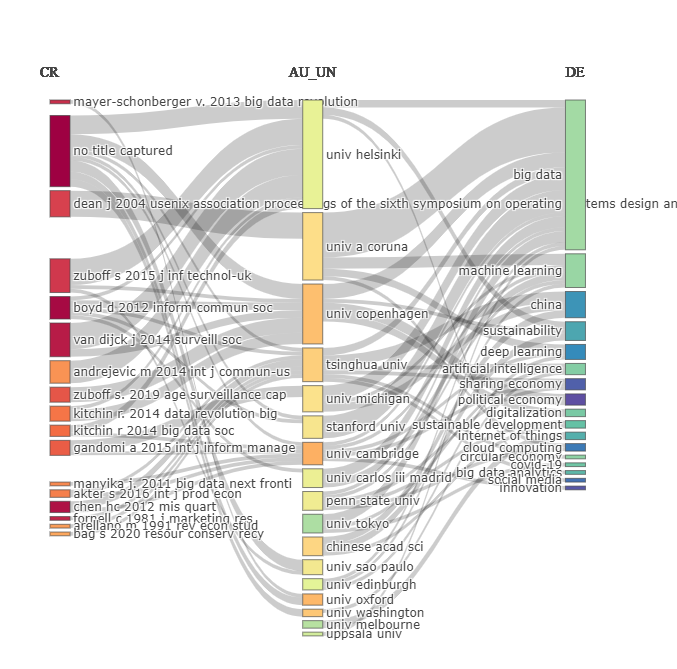 CR
AU_UN
DE
mayer-schonberger v. 2013 big data revolution
no title captured
dean j 2004 usenix association proceedings of the sixth symposium on operating systems design an
zuboff s 2015 j inf technol-uk
boyd d 2012 inform commun soc
van dijck j 2014 surveill soc
andrejevic m 2014 int j commun-us
zuboff s. 2019 age surveillance cap
kitchin r. 2014 data revolution big
kitchin r 2014 big data soc
gandomi a 2015 int j inform manage
manyika j. 2011 big data next fronti
akter s 2016 int j prod econ
chen hc 2012 mis quart
fornell c 1981 j marketing res
arellano m 1991 rev econ stud
bag s 2020 resour conserv recy
univ helsinki
univ a coruna
univ copenhagen
tsinghua univ
univ michigan
stanford univ
univ cambridge
univ carlos iii madrid
penn state univ
univ tokyo
chinese acad sci
univ sao paulo
univ edinburgh
univ oxford
univ washington
univ melbourne
uppsala univ
big data
machine learning
china
sustainability
deep learning
artificial intelligence
sharing economy
political economy
digitalization
sustainable development
internet of things
cloud computing
circular economy
covid-19
big data analytics
social media
innovation